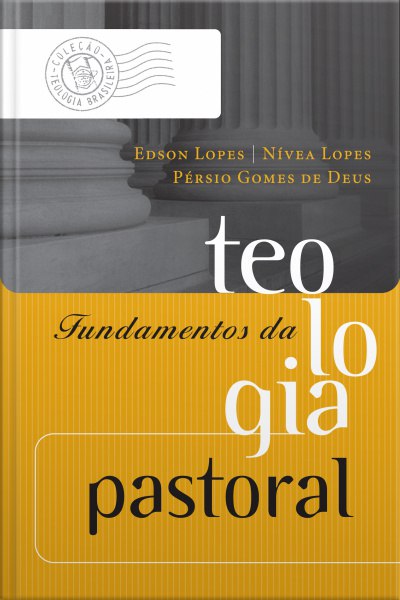 COLEÇÃO
TEOLOGIA BRASILEIRA
EDSON LOPES | NÍVEA LOPES
PÉRSIO GOMES DE DEUS
teo
Fundamentos da
lo
gia
pastoral